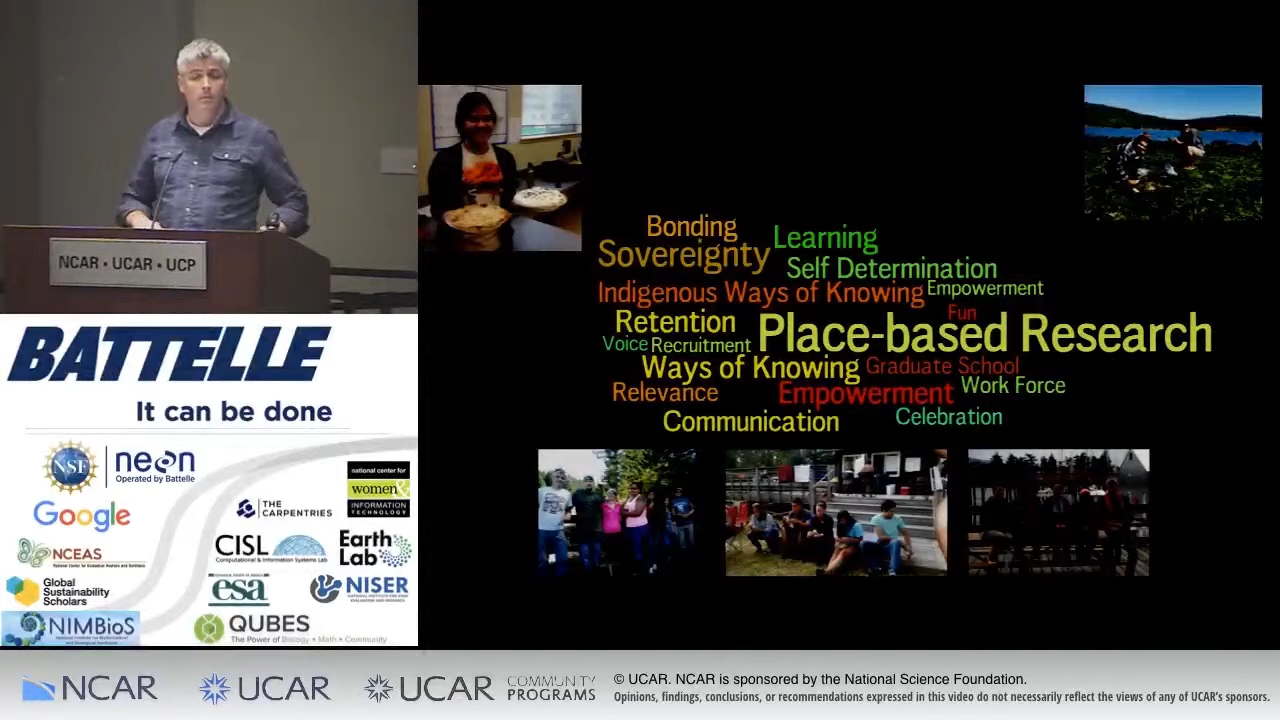 NCAR • UCAR • UCP
BATTELLE
It can be done
NSF
neon
Operated by Battelle
Google
THE CARPENTRIES
national center for
women&
INFORMATION
TECHNOLOGY
NCEAS
CISL
Computational & Information Systems Lab
Earth
Lab
Global
Sustainability
Scholars
esa
NISER
NIMBioS
QUBES
The Power of Biology • Math • Community
Bonding
Learning
Sovereignty
Self Determination
Indigenous Ways of Knowing
Empowerment
Fun
Retention
Place-based Research
Voice
Recruitment
Ways of Knowing
Graduate School
Relevance
Empowerment
Work Force
Communication
Celebration
NCAR
UCAR
UCAR
COMMUNITY
PROGRAMS
© UCAR. NCAR is sponsored by the National Science Foundation.
Opinions, findings, conclusions, or recommendations expressed in this video do not necessarily reflect the views of any of UCAR's sponsors.